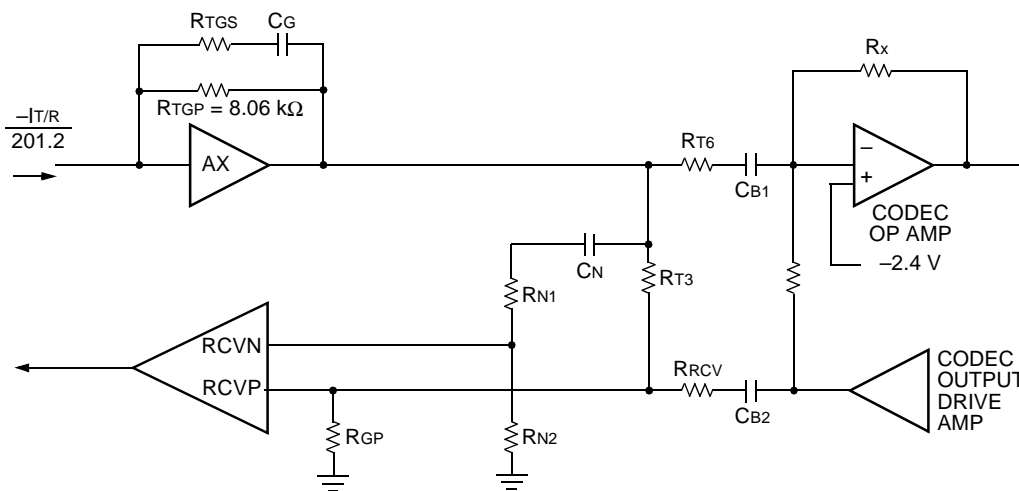 RTGS
CG
RTGP = 8.06 kΩ
–IT/R
201.2
AX
RT6
CB1
Rx
–
+
CODEC
OP AMP
–2.4 V
CN
RN1
RT3
RCVN
RCVP
RRCV
CB2
RGP
RN2
CODEC
OUTPUT
DRIVE
AMP